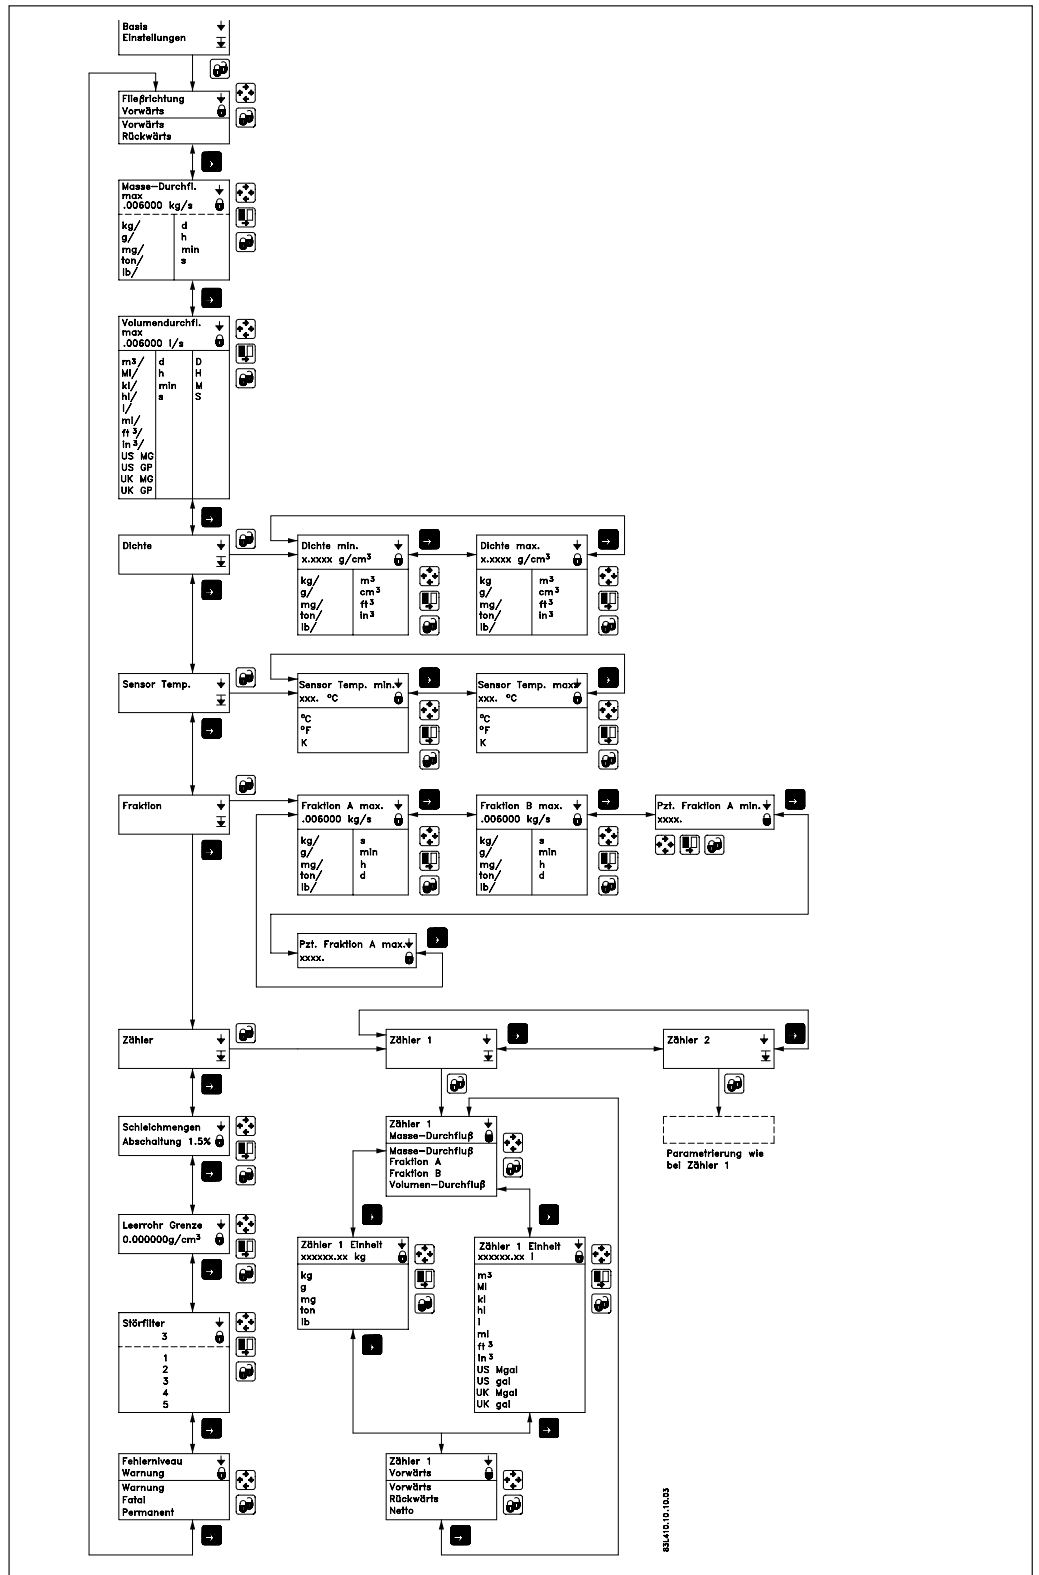 Basis
Einstellungen
Fließrichtung
Vorwärts
Vorwärts
Rückwärts
Masse-Durchfl.
max
.006000 kg/s
kg/ d
g/ h
mg/ min
ton/ s
lb/
Volumendurchfl.
max
.006000 l/s
m³/ d D
Ml/ h H
kl/ min M
hl/ s S
l/
ml/
ft³/
in³/
US MG
US GP
UK MG
UK GP
Dichte
Dichte min.
x.xxxx g/cm³
kg/ m³
g/ cm³
mg/ ft³
ton/ in³
lb/
Dichte max.
x.xxxx g/cm³
kg m³
g/ cm³
mg/ ft³
ton/ in³
lb/
Sensor Temp.
Sensor Temp. min.
xxx. °C
°C
°F
K
Sensor Temp. max
xxx. °C
°C
°F
K
Fraktion
Fraktion A max.
.006000 kg/s
kg/ s
g/ min
mg/ h
ton/ d
lb/
Fraktion B max.
.006000 kg/s
kg/ s
g/ min
mg/ h
ton/ d
lb/
Pzt. Fraktion A min.
xxxx.
Pzt. Fraktion A max.
xxxx.
Zähler
Zähler 1
Zähler 2
Parametrierung wie
bei Zähler 1
Schleichmengen
Abschaltung 1.5%
Zähler 1
Masse-Durchfluß
Masse-Durchfluß
Fraktion A
Fraktion B
Volumen-Durchfluß
Leerrohr Grenze
0.000000g/cm³
Zähler 1 Einheit
xxxxxx.xx kg
kg
g
mg
ton
lb
Zähler 1 Einheit
xxxxxx.xx l
m³
Ml
kl
hl
l
ml
ft³
in³
US Mgal
US gal
UK Mgal
UK gal
Störfilter
3
1
2
3
4
5
Fehlerniveau
Warnung
Warnung
Fatal
Permanent
Zähler 1
Vorwärts
Vorwärts
Rückwärts
Netto
83L410.10.10.03